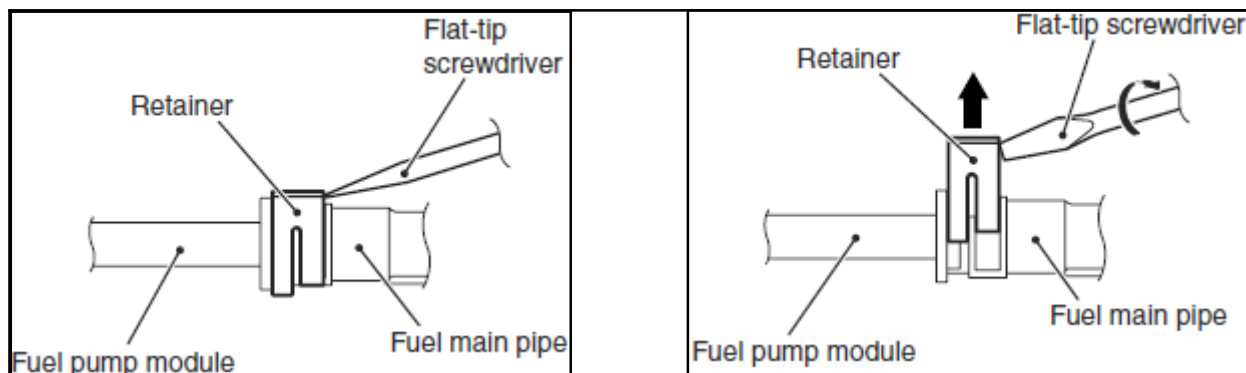 Flat-tip
screwdriver
Retainer
Fuel main pipe
Fuel pump module
Flat-tip screwdriver
Retainer
Fuel main pipe
Fuel pump module